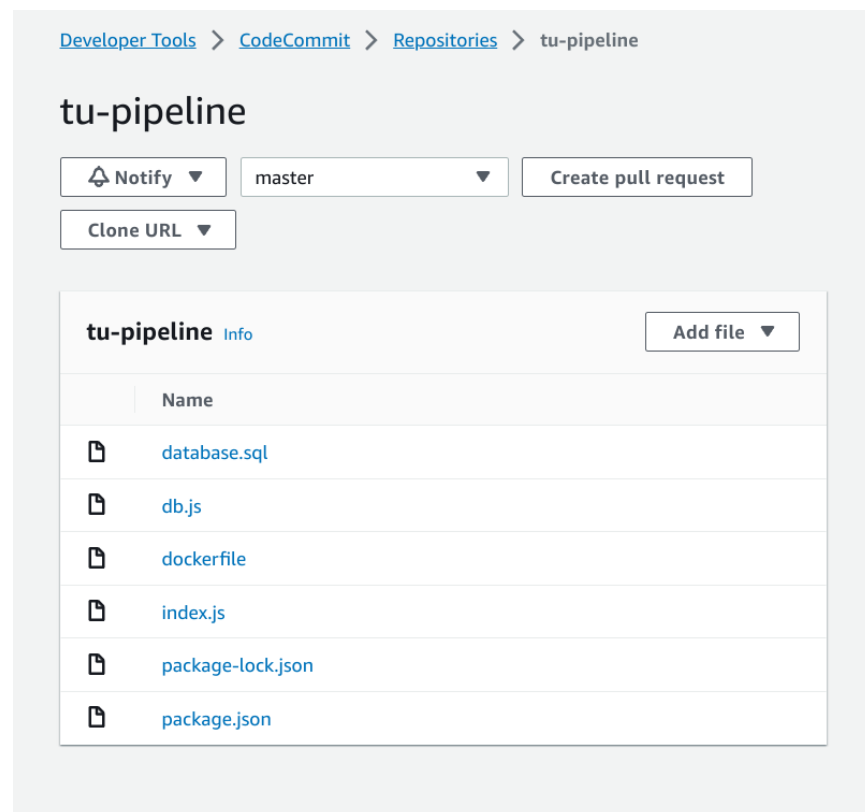 Developer Tools > CodeCommit > Repositories > tu-pipeline
tu-pipeline
Notify master Create pull request
Clone URL
tu-pipeline Info Add file
Name
database.sql
db.js
dockerfile
index.js
package-lock.json
package.json